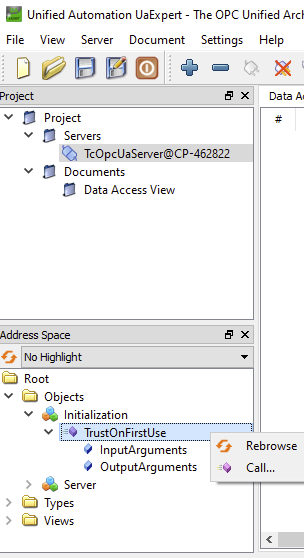 Unified Automation UaExpert - The OPC Unified Arch
File View Server Document Settings Help
Project
Data Ac
#
Project
Servers
TcOpcUaServer@CP-462822
Documents
Data Access View
Address Space
No Highlight
Root
Objects
Initialization
TrustOnFirstUse
InputArguments
OutputArguments
Server
Types
Views
Rebrowse
Call...